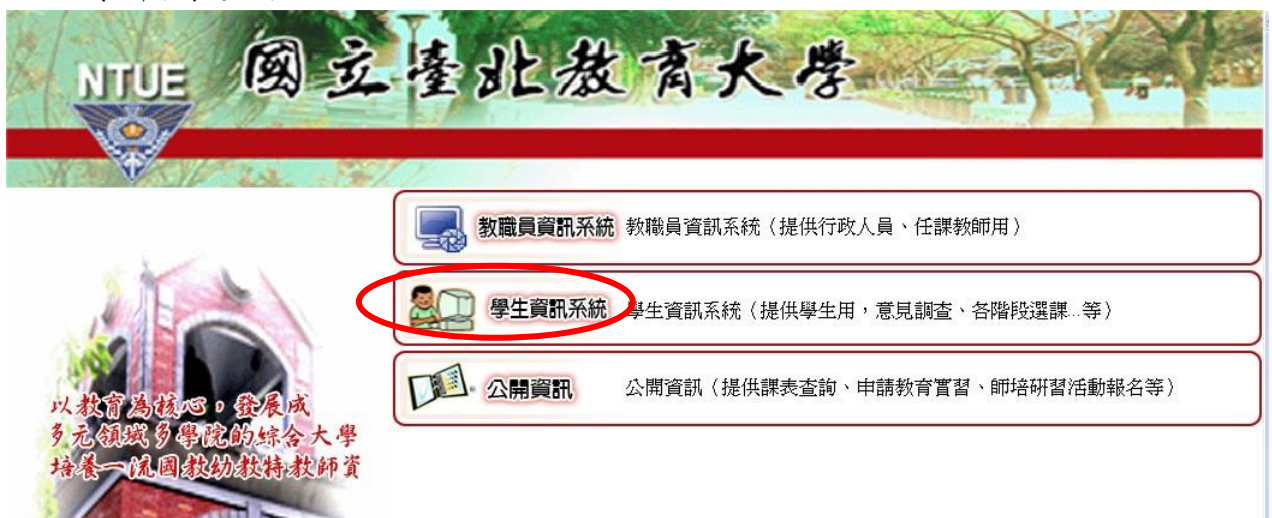 NTUE 國立臺北教育大學
教職員資訊系統 教職員資訊系統（提供行政人員、任課教師用）
學生資訊系統 學生資訊系統（提供學生用，意見調查、各階段選課...等）
公開資訊 公開資訊（提供課表查詢、申請教育實習、師培研習活動報名等）
以教育為核心，發展成
多元領域多學院的綜合大學
培養一流國教幼教特教師資